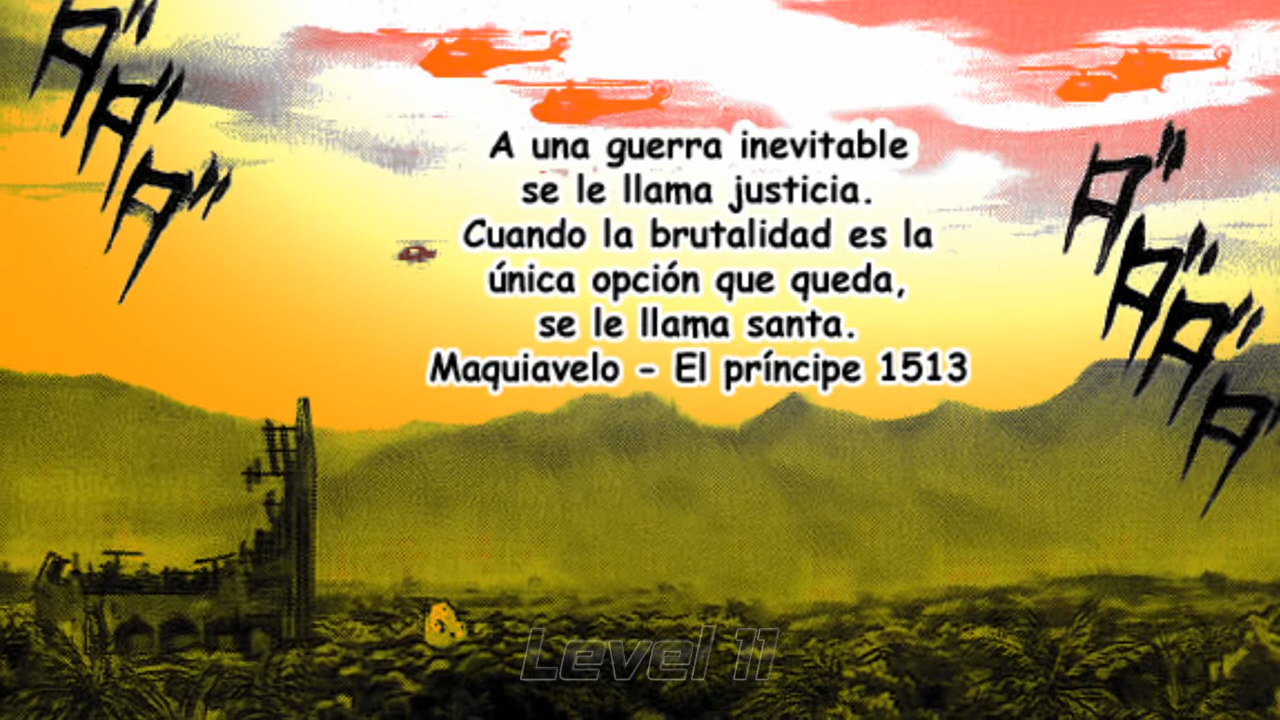 ダダダ
A una guerra inevitable
se le llama justicia.
Cuando la brutalidad es la
única opción que queda,
se le llama santa.
Maquiavelo - El príncipe 1513
ダダダダ
Level 11